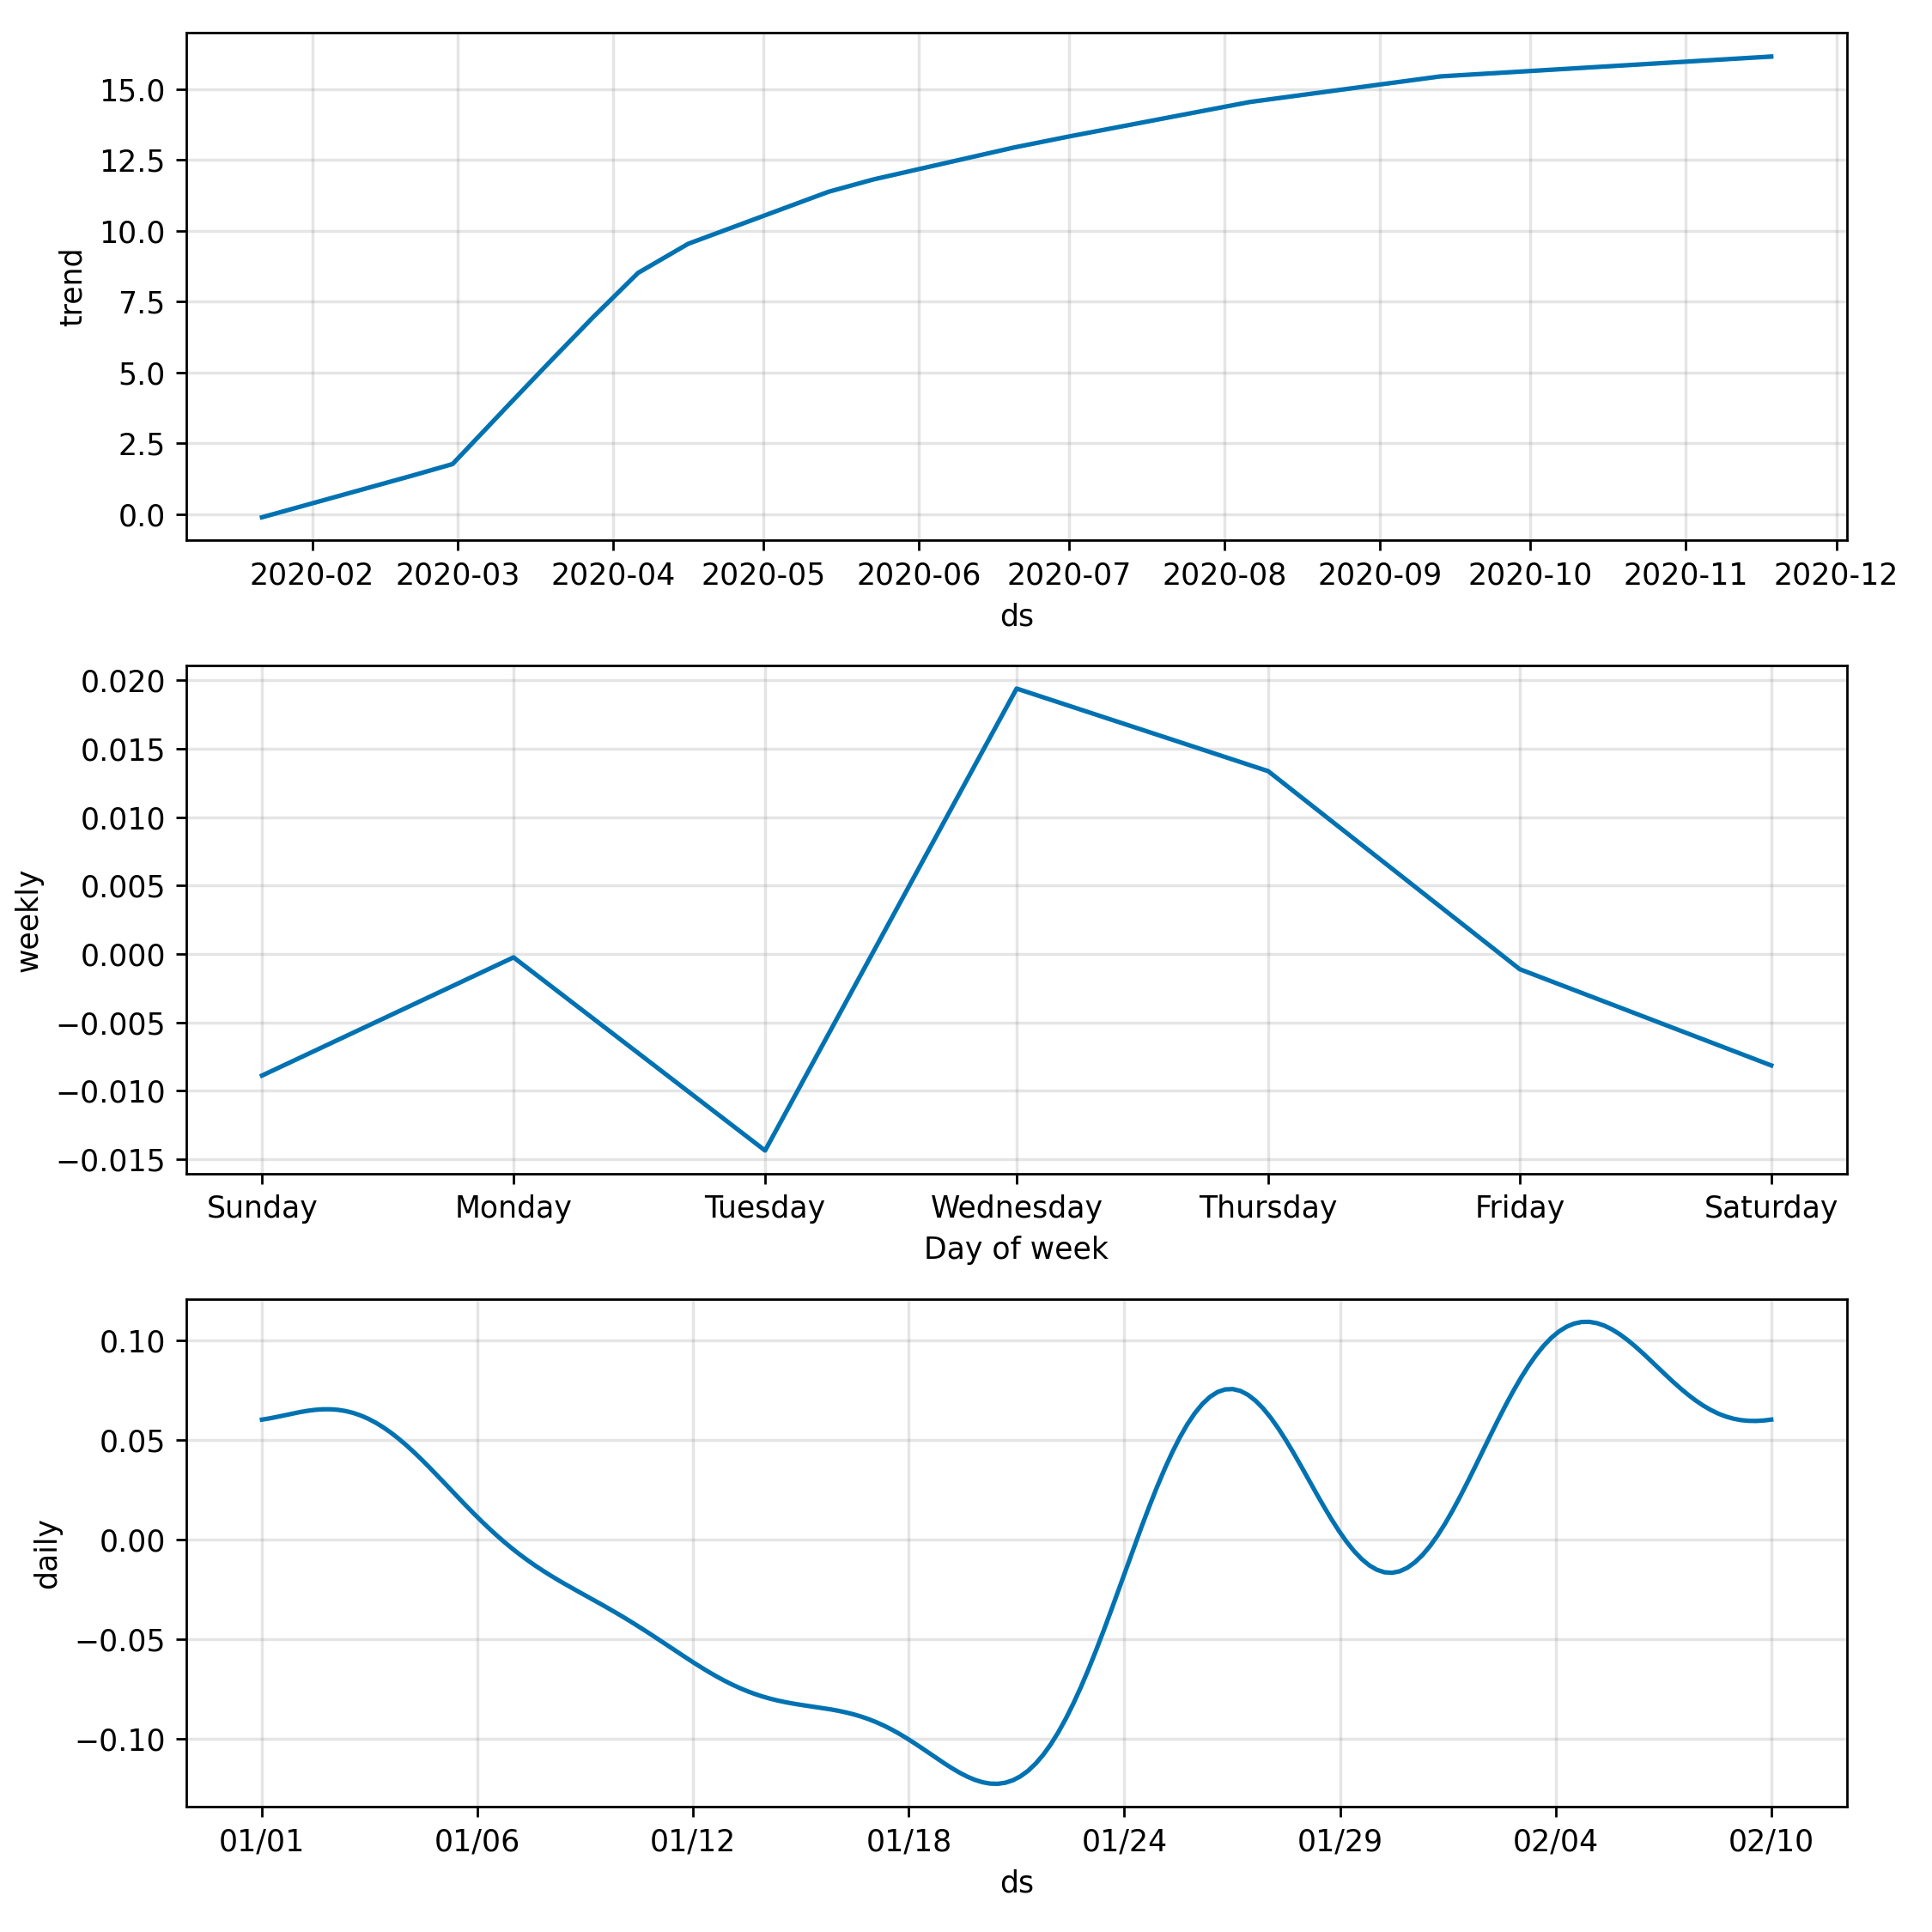 15.0
12.5
10.0
7.5
5.0
2.5
0.0
trend
2020-02 2020-03 2020-04 2020-05 2020-06 2020-07 2020-08 2020-09 2020-10 2020-11 2020-12
ds
0.020
0.015
0.010
0.005
0.000
−0.005
−0.010
−0.015
weekly
Sunday Monday Tuesday Wednesday Thursday Friday Saturday
Day of week
0.10
0.05
0.00
−0.05
−0.10
daily
01/01 01/06 01/12 01/18 01/24 01/29 02/04 02/10
ds